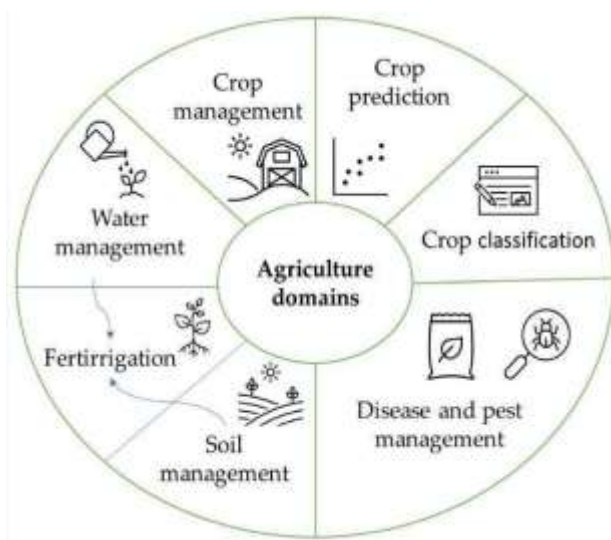 Crop
management
Crop
prediction
Water
management
Crop classification
Agriculture
domains
Fertirrigation
Disease and pest
management
Soil
management